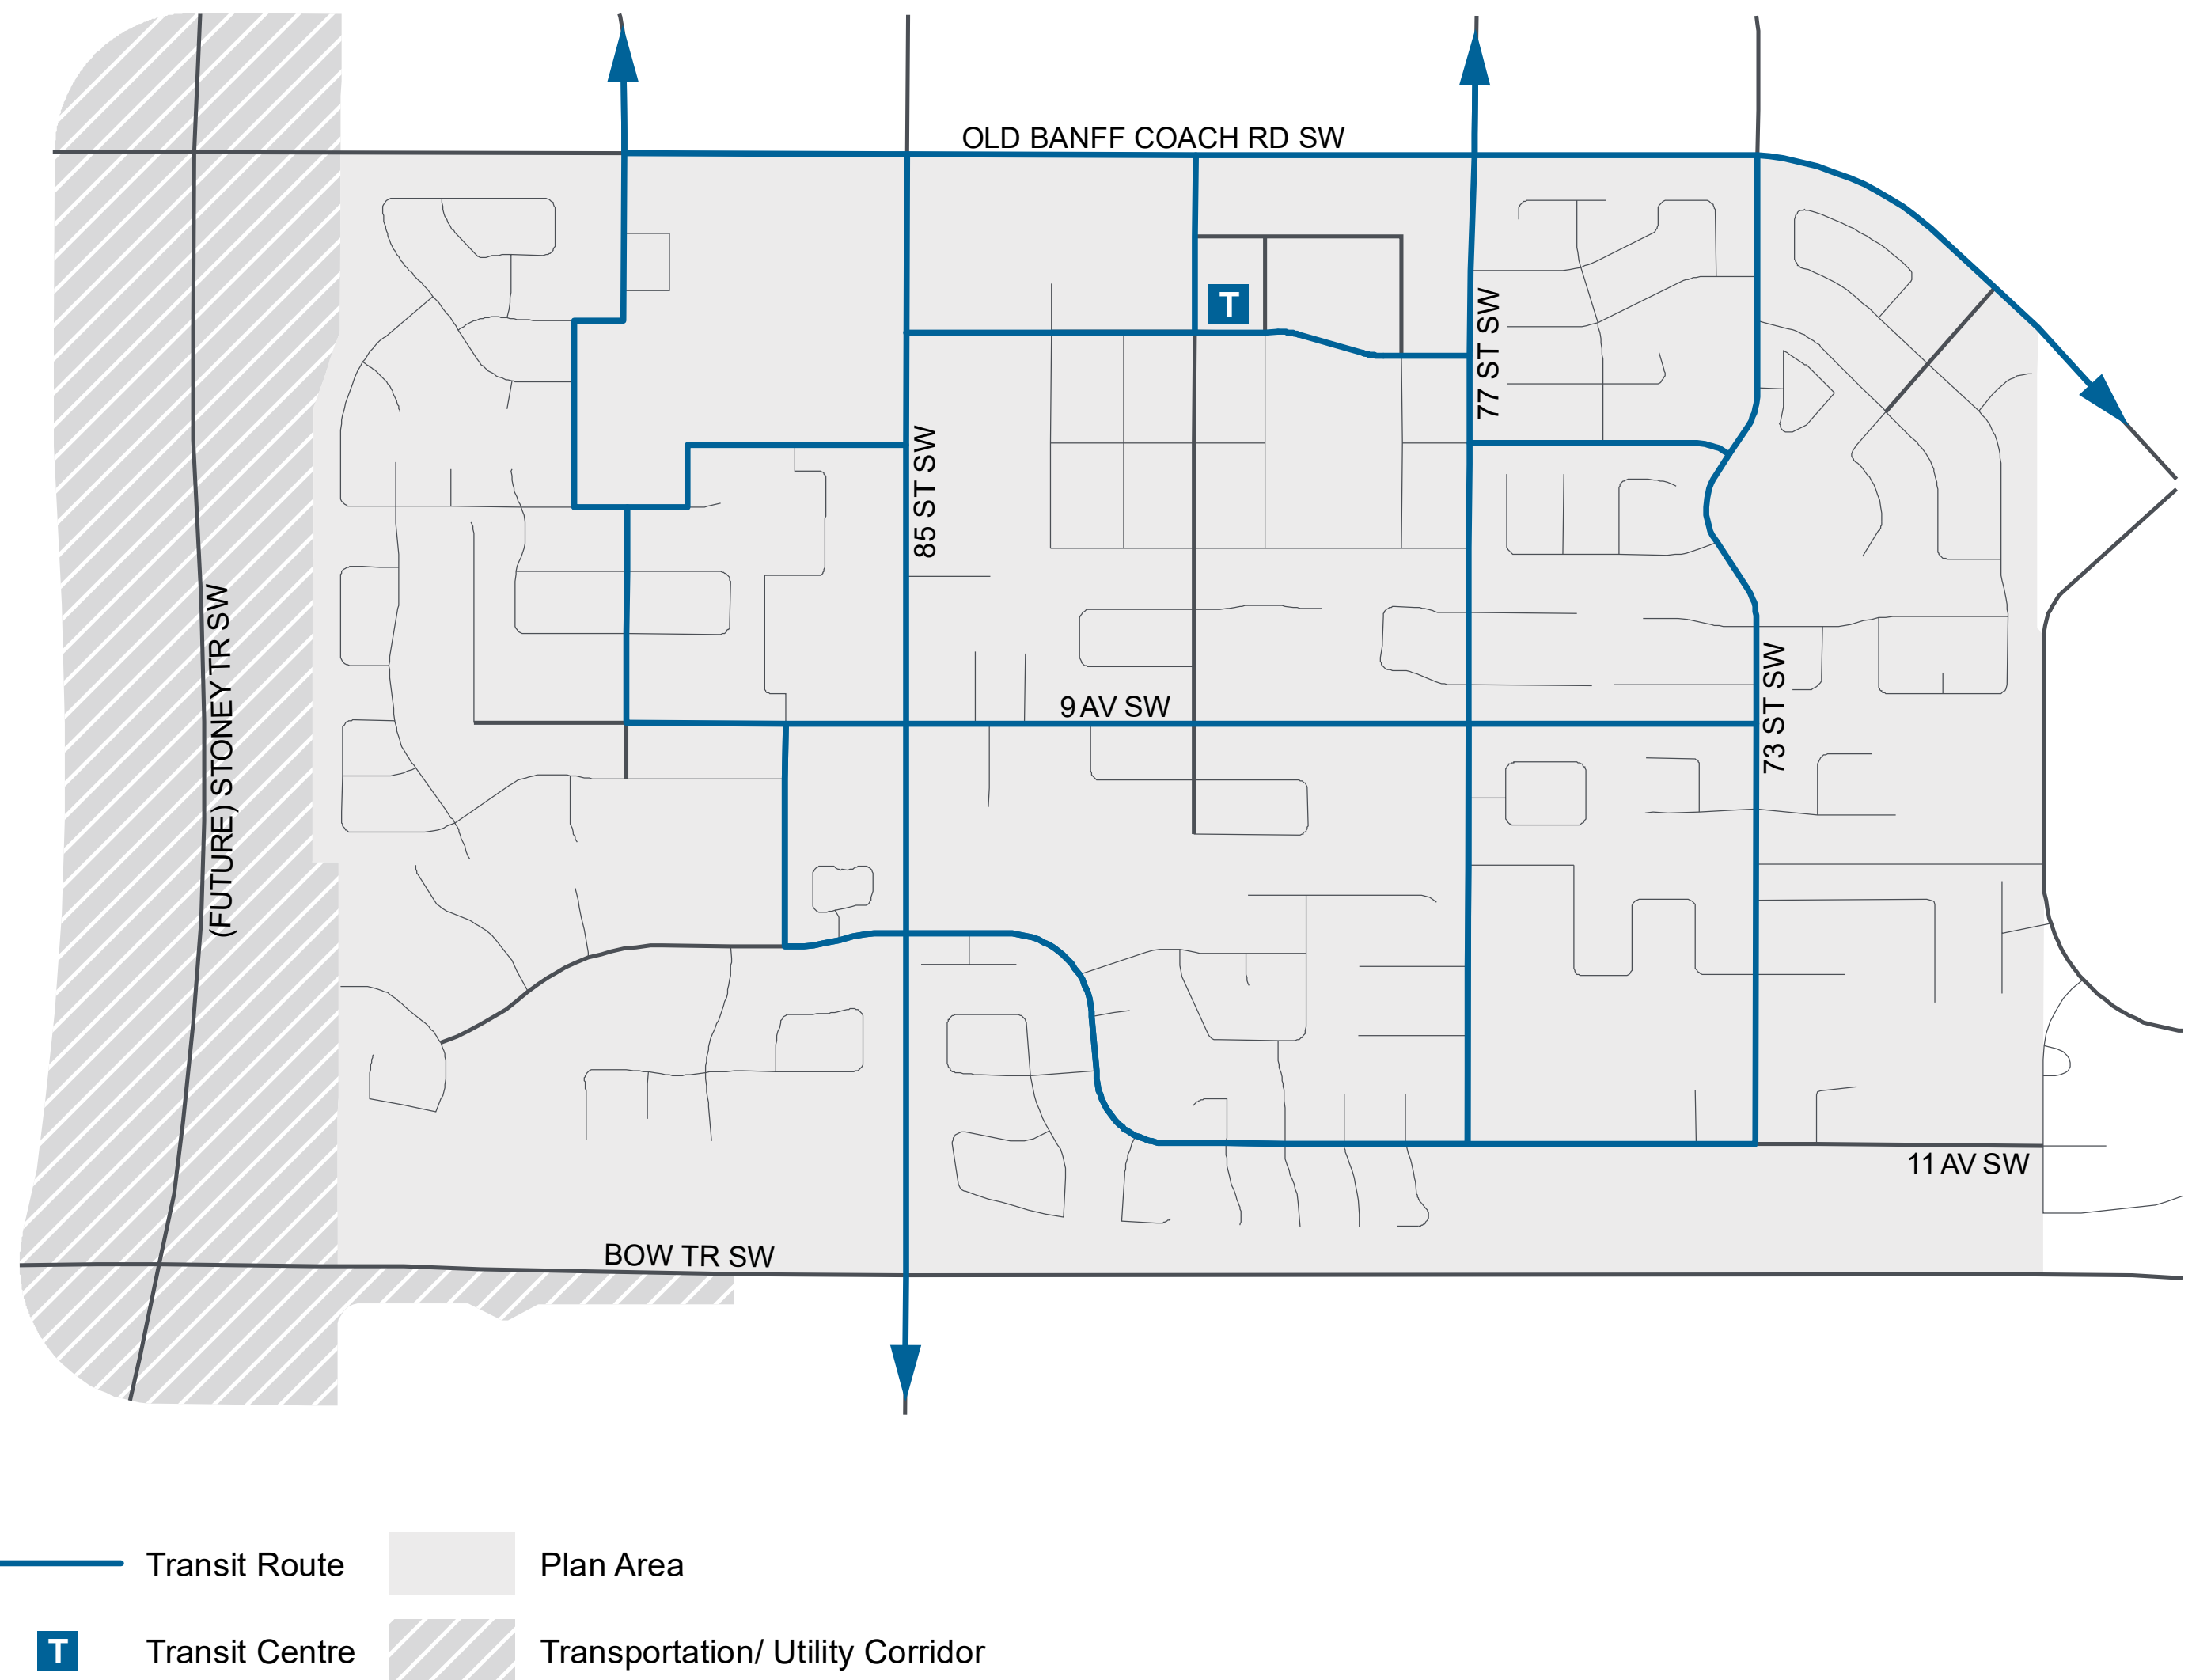 OLD BANFF COACH RD SW
T
77 ST SW
85 ST SW
(FUTURE) STONEY TR SW
9 AV SW
73 ST SW
11 AV SW
BOW TR SW
Transit Route
Plan Area
T
Transit Centre
Transportation/ Utility Corridor